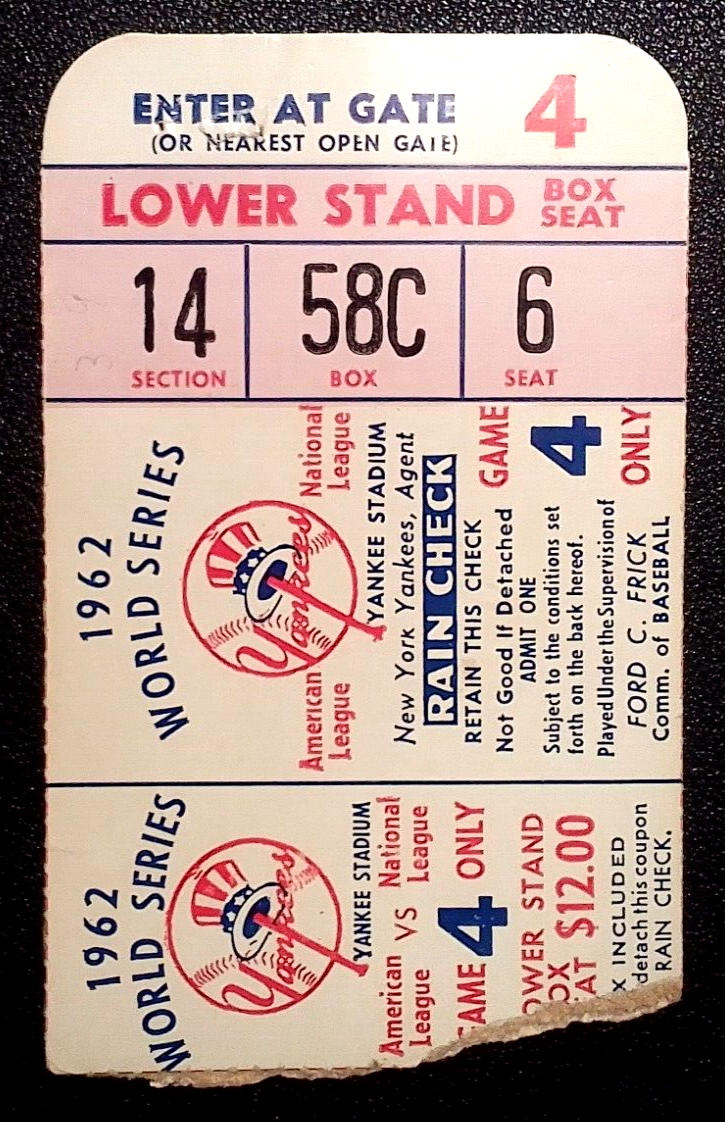 ENTER AT GATE 4
(OR NEAREST OPEN GATE)
LOWER STAND BOX SEAT
14 58C 6
SECTION BOX SEAT
1962
WORLD SERIES
Yankees
American League
National League
YANKEE STADIUM
New York Yankees, Agent
RAIN CHECK
RETAIN THIS CHECK
Not Good If Detached
ADMIT ONE
GAME 4 ONLY
Subject to the conditions set
forth on the back hereof.
Played Under the Supervision of
FORD C. FRICK
Comm. of BASEBALL
1962
WORLD SERIES
Yankees
YANKEE STADIUM
American League VS National League
GAME 4 ONLY
OWER STAND
OX
AT $12.00
X INCLUDED
detach this coupon
RAIN CHECK.